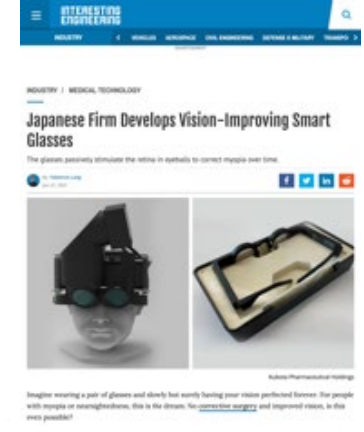 INTERESTING
ENGINEERING
INDUSTRY
VEHICLES AEROSPACE CIVIL ENGINEERING DEFENSE & MILITARY
INDUSTRY / MEDICAL TECHNOLOGY
Japanese Firm Develops Vision-Improving Smart
Glasses
The glasses passively stimulate the retina in eyeballs to correct myopia over time.
Kubota Pharmaceutical Holdings
Imagine wearing a pair of glasses and slowly but surely having your vision perfected forever. For people
with myopia or nearsightedness, this is the dream. No corrective surgery and improved vision, is this
even possible?